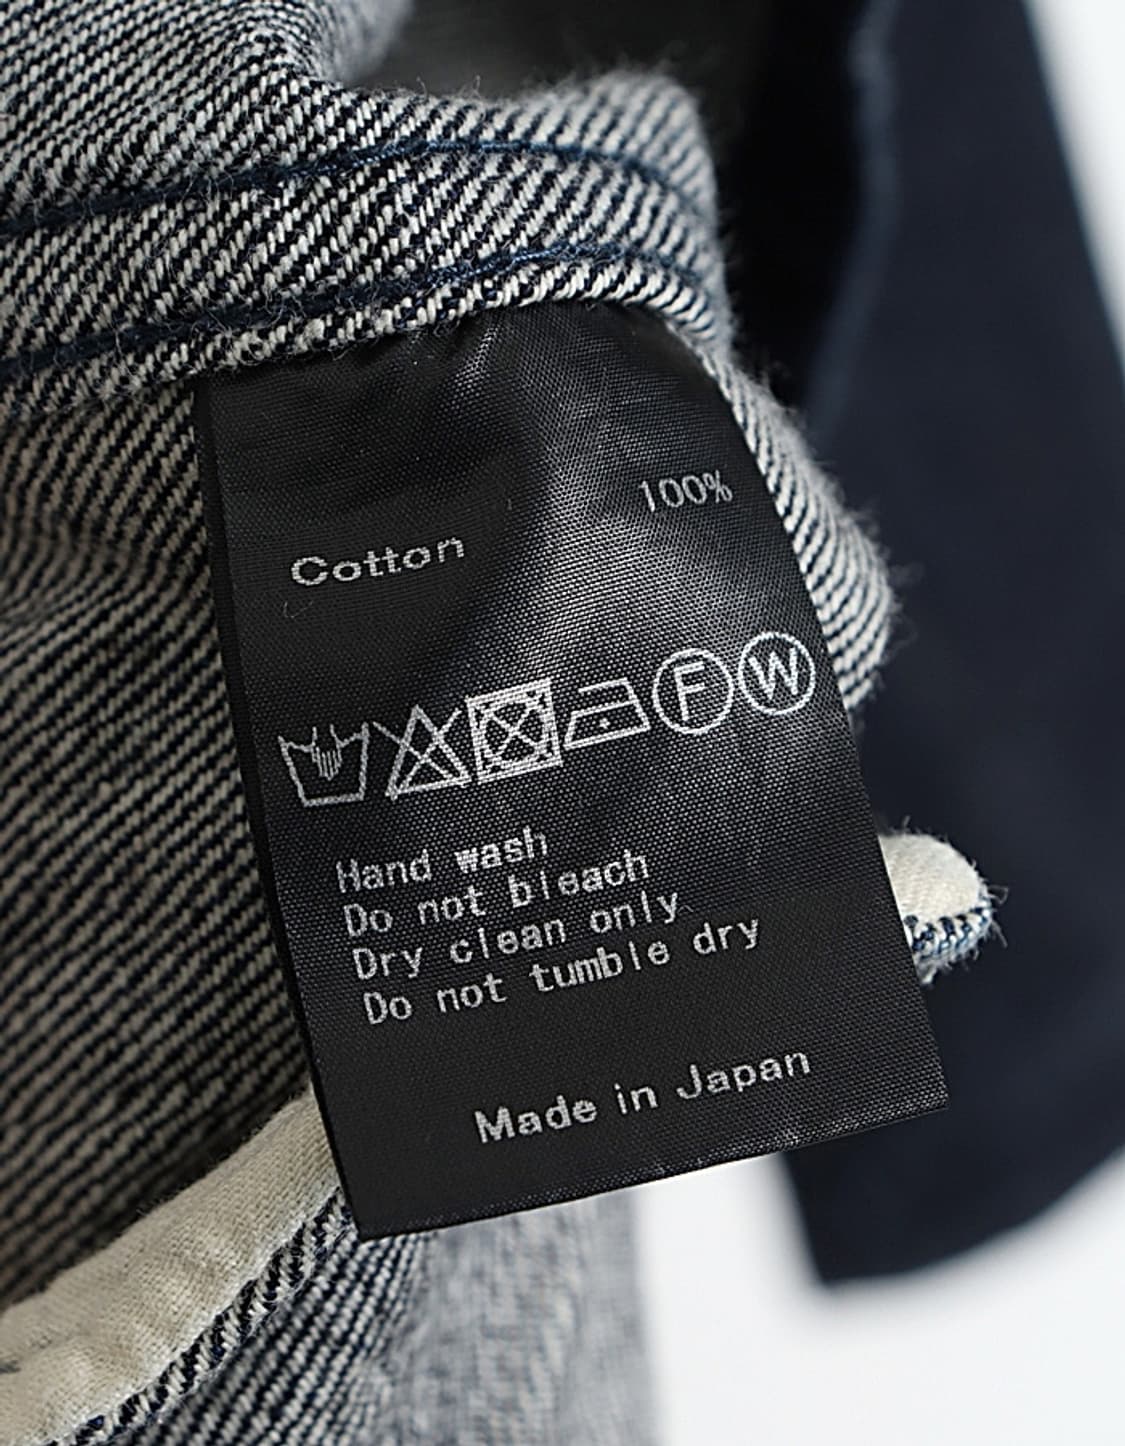 Cotton 100%
F W
Hand wash
Do not bleach
Dry clean only
Do not tumble dry
Made in Japan